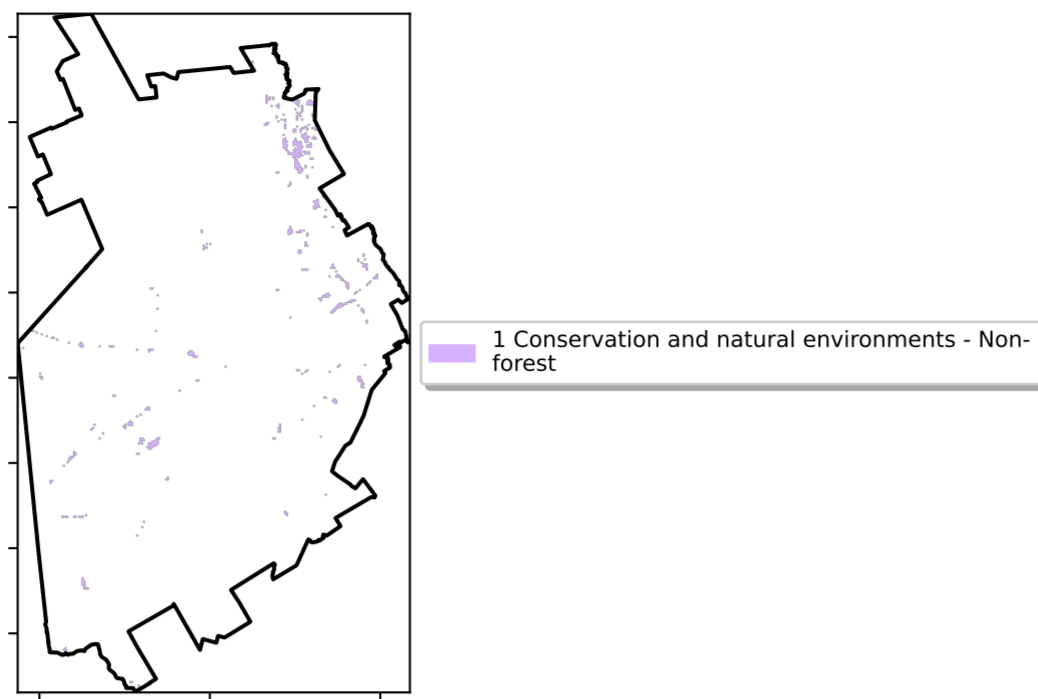 1 Conservation and natural environments - Non-
forest